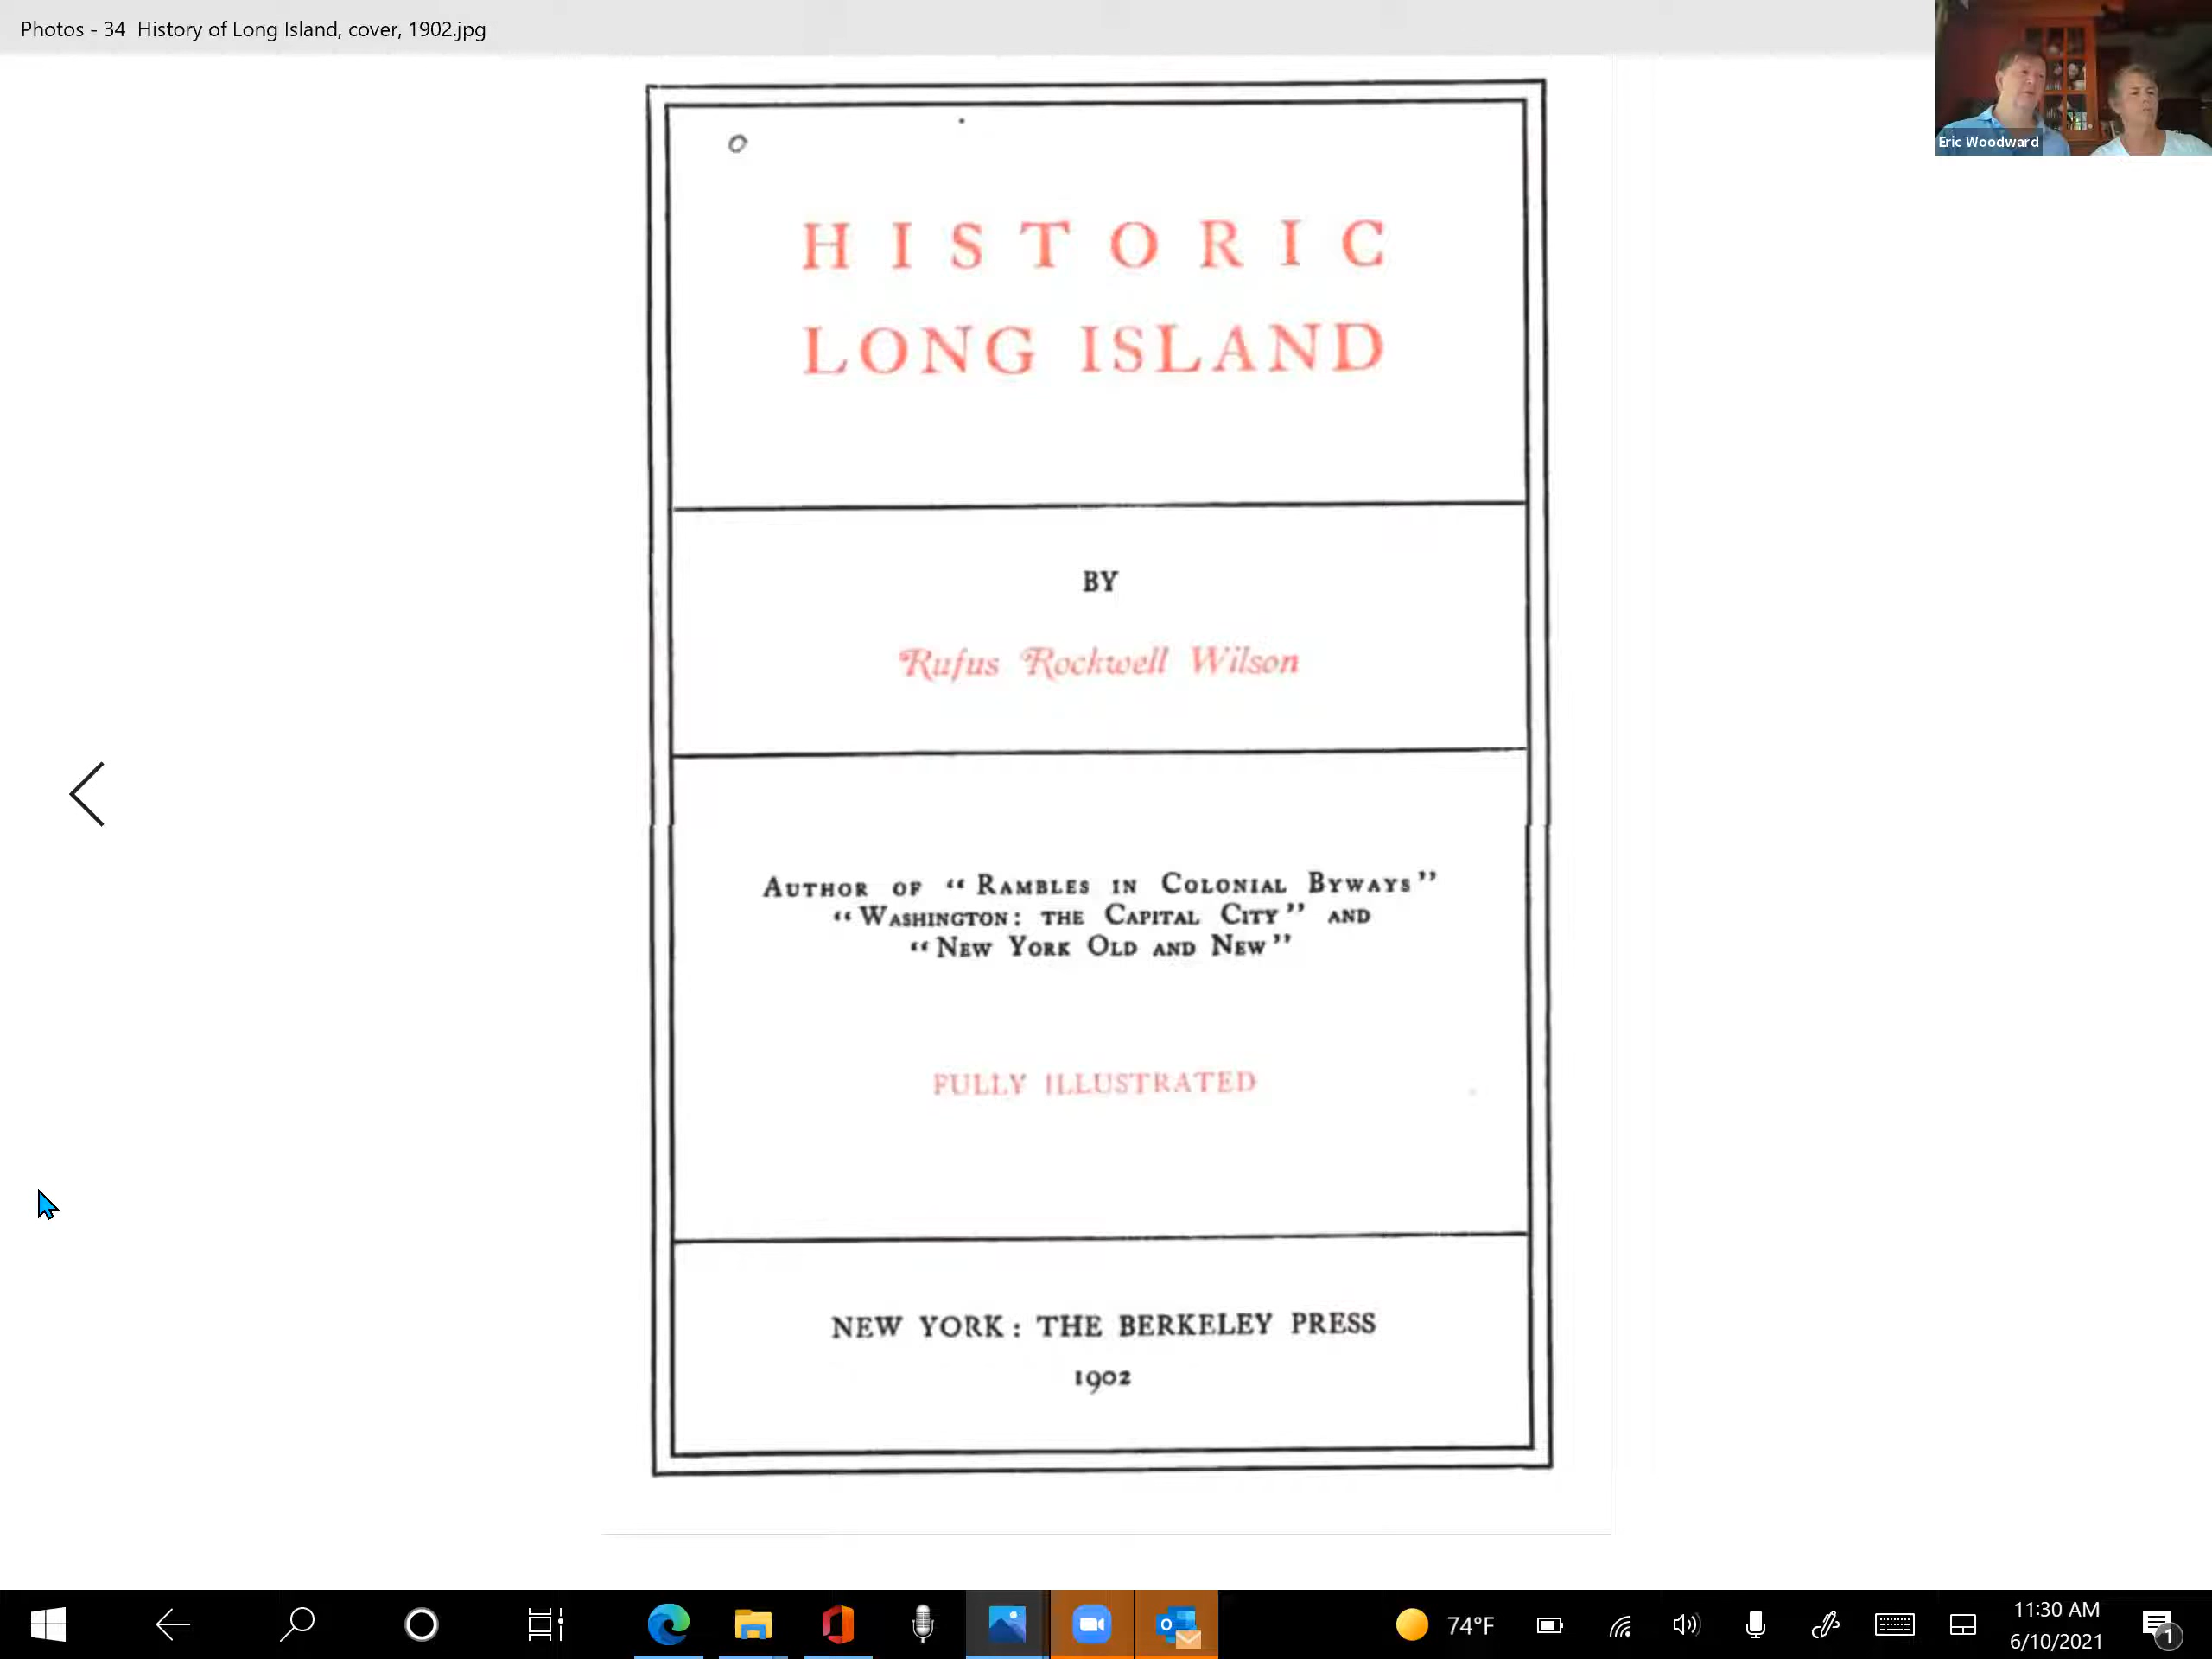 Photos - 34  History of Long Island, cover, 1902.jpg
Eric Woodward
HISTORIC
LONG ISLAND
BY
Rufus Rockwell Wilson
AUTHOR OF “RAMBLES IN COLONIAL BYWAYS”
“WASHINGTON: THE CAPITAL CITY” AND
“NEW YORK OLD AND NEW”
FULLY ILLUSTRATED
NEW YORK: THE BERKELEY PRESS
1902
74°F
11:30 AM
6/10/2021
1